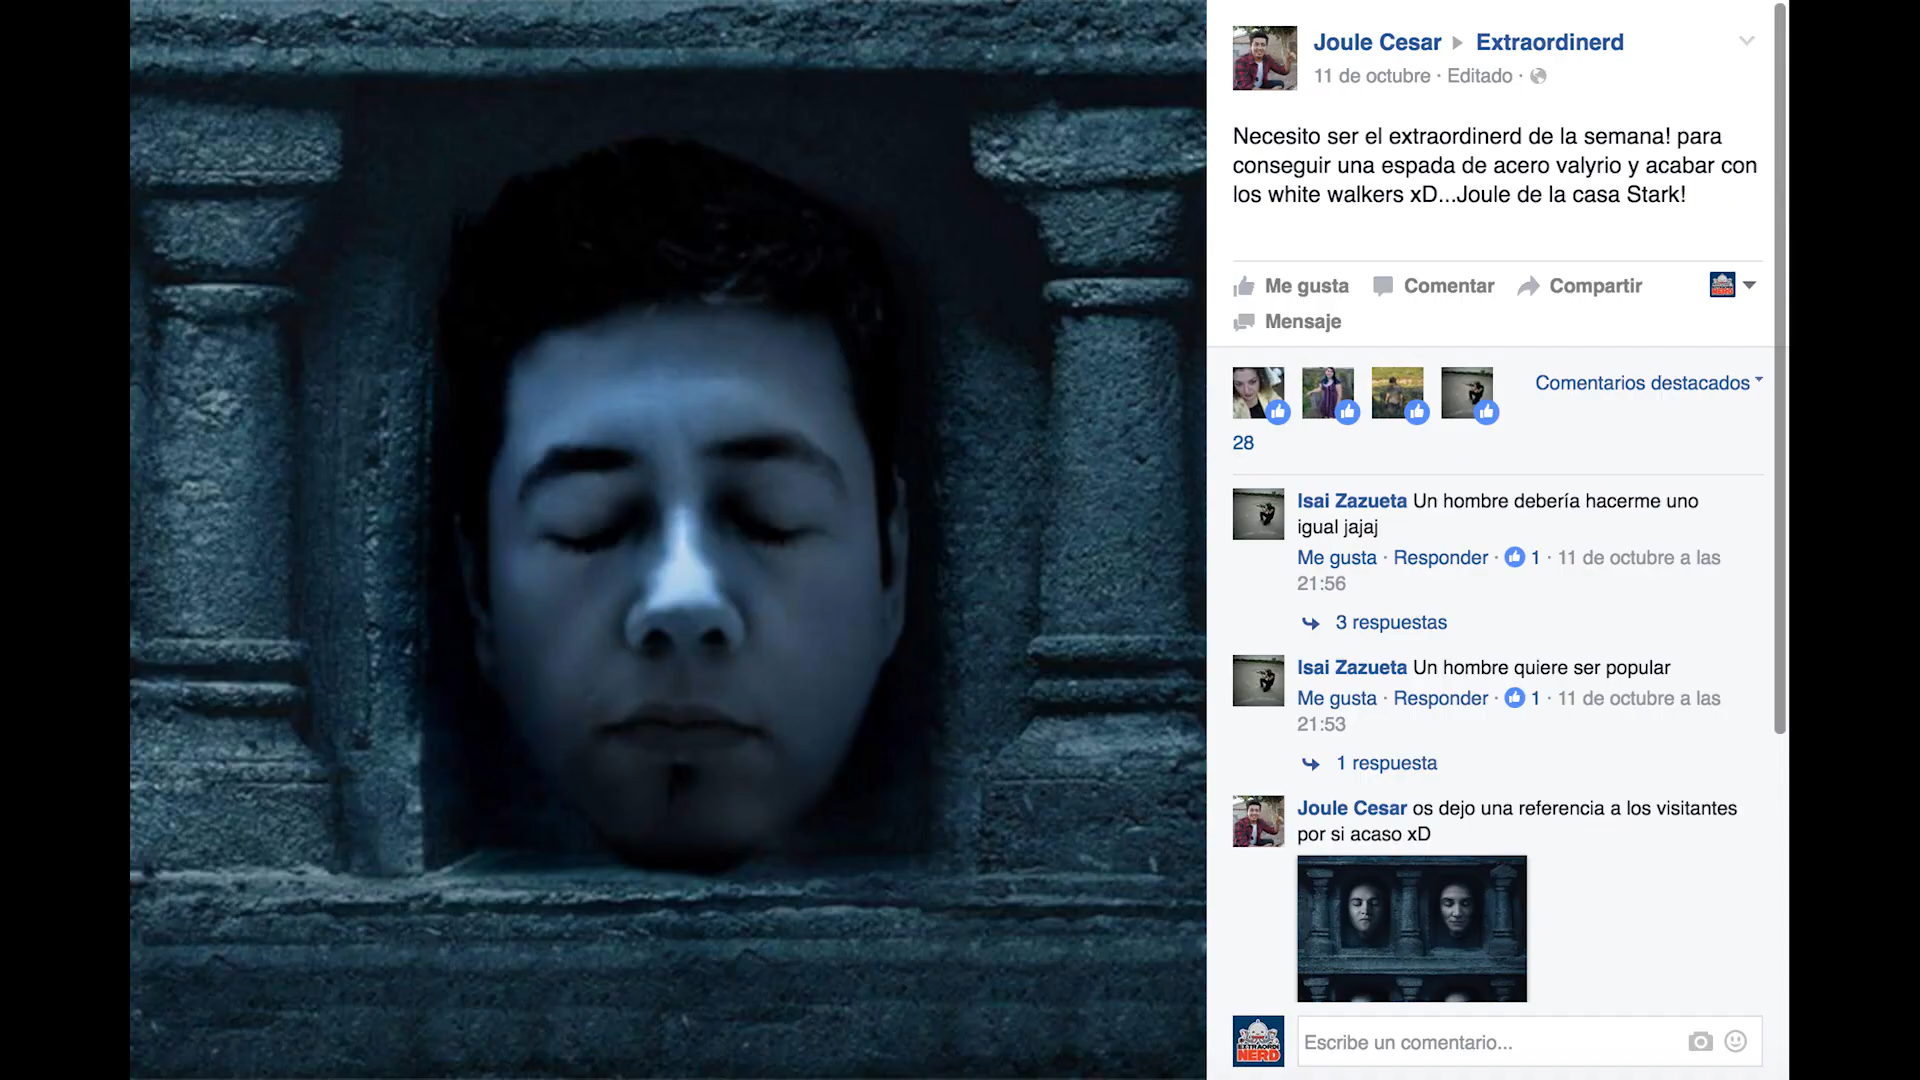 Joule Cesar ▸ Extraordinerd
11 de octubre · Editado ·
Necesito ser el extraordinerd de la semana! para
conseguir una espada de acero valyrio y acabar con
los white walkers xD...Joule de la casa Stark!
Me gusta Comentar Compartir
Mensaje
Comentarios destacados
28
Isai Zazueta Un hombre debería hacerme uno
igual jajaj
Me gusta · Responder · 1 · 11 de octubre a las
21:56
3 respuestas
Isai Zazueta Un hombre quiere ser popular
Me gusta · Responder · 1 · 11 de octubre a las
21:53
1 respuesta
Joule Cesar os dejo una referencia a los visitantes
por si acaso xD
EXTRAORDI
NERD
Escribe un comentario...